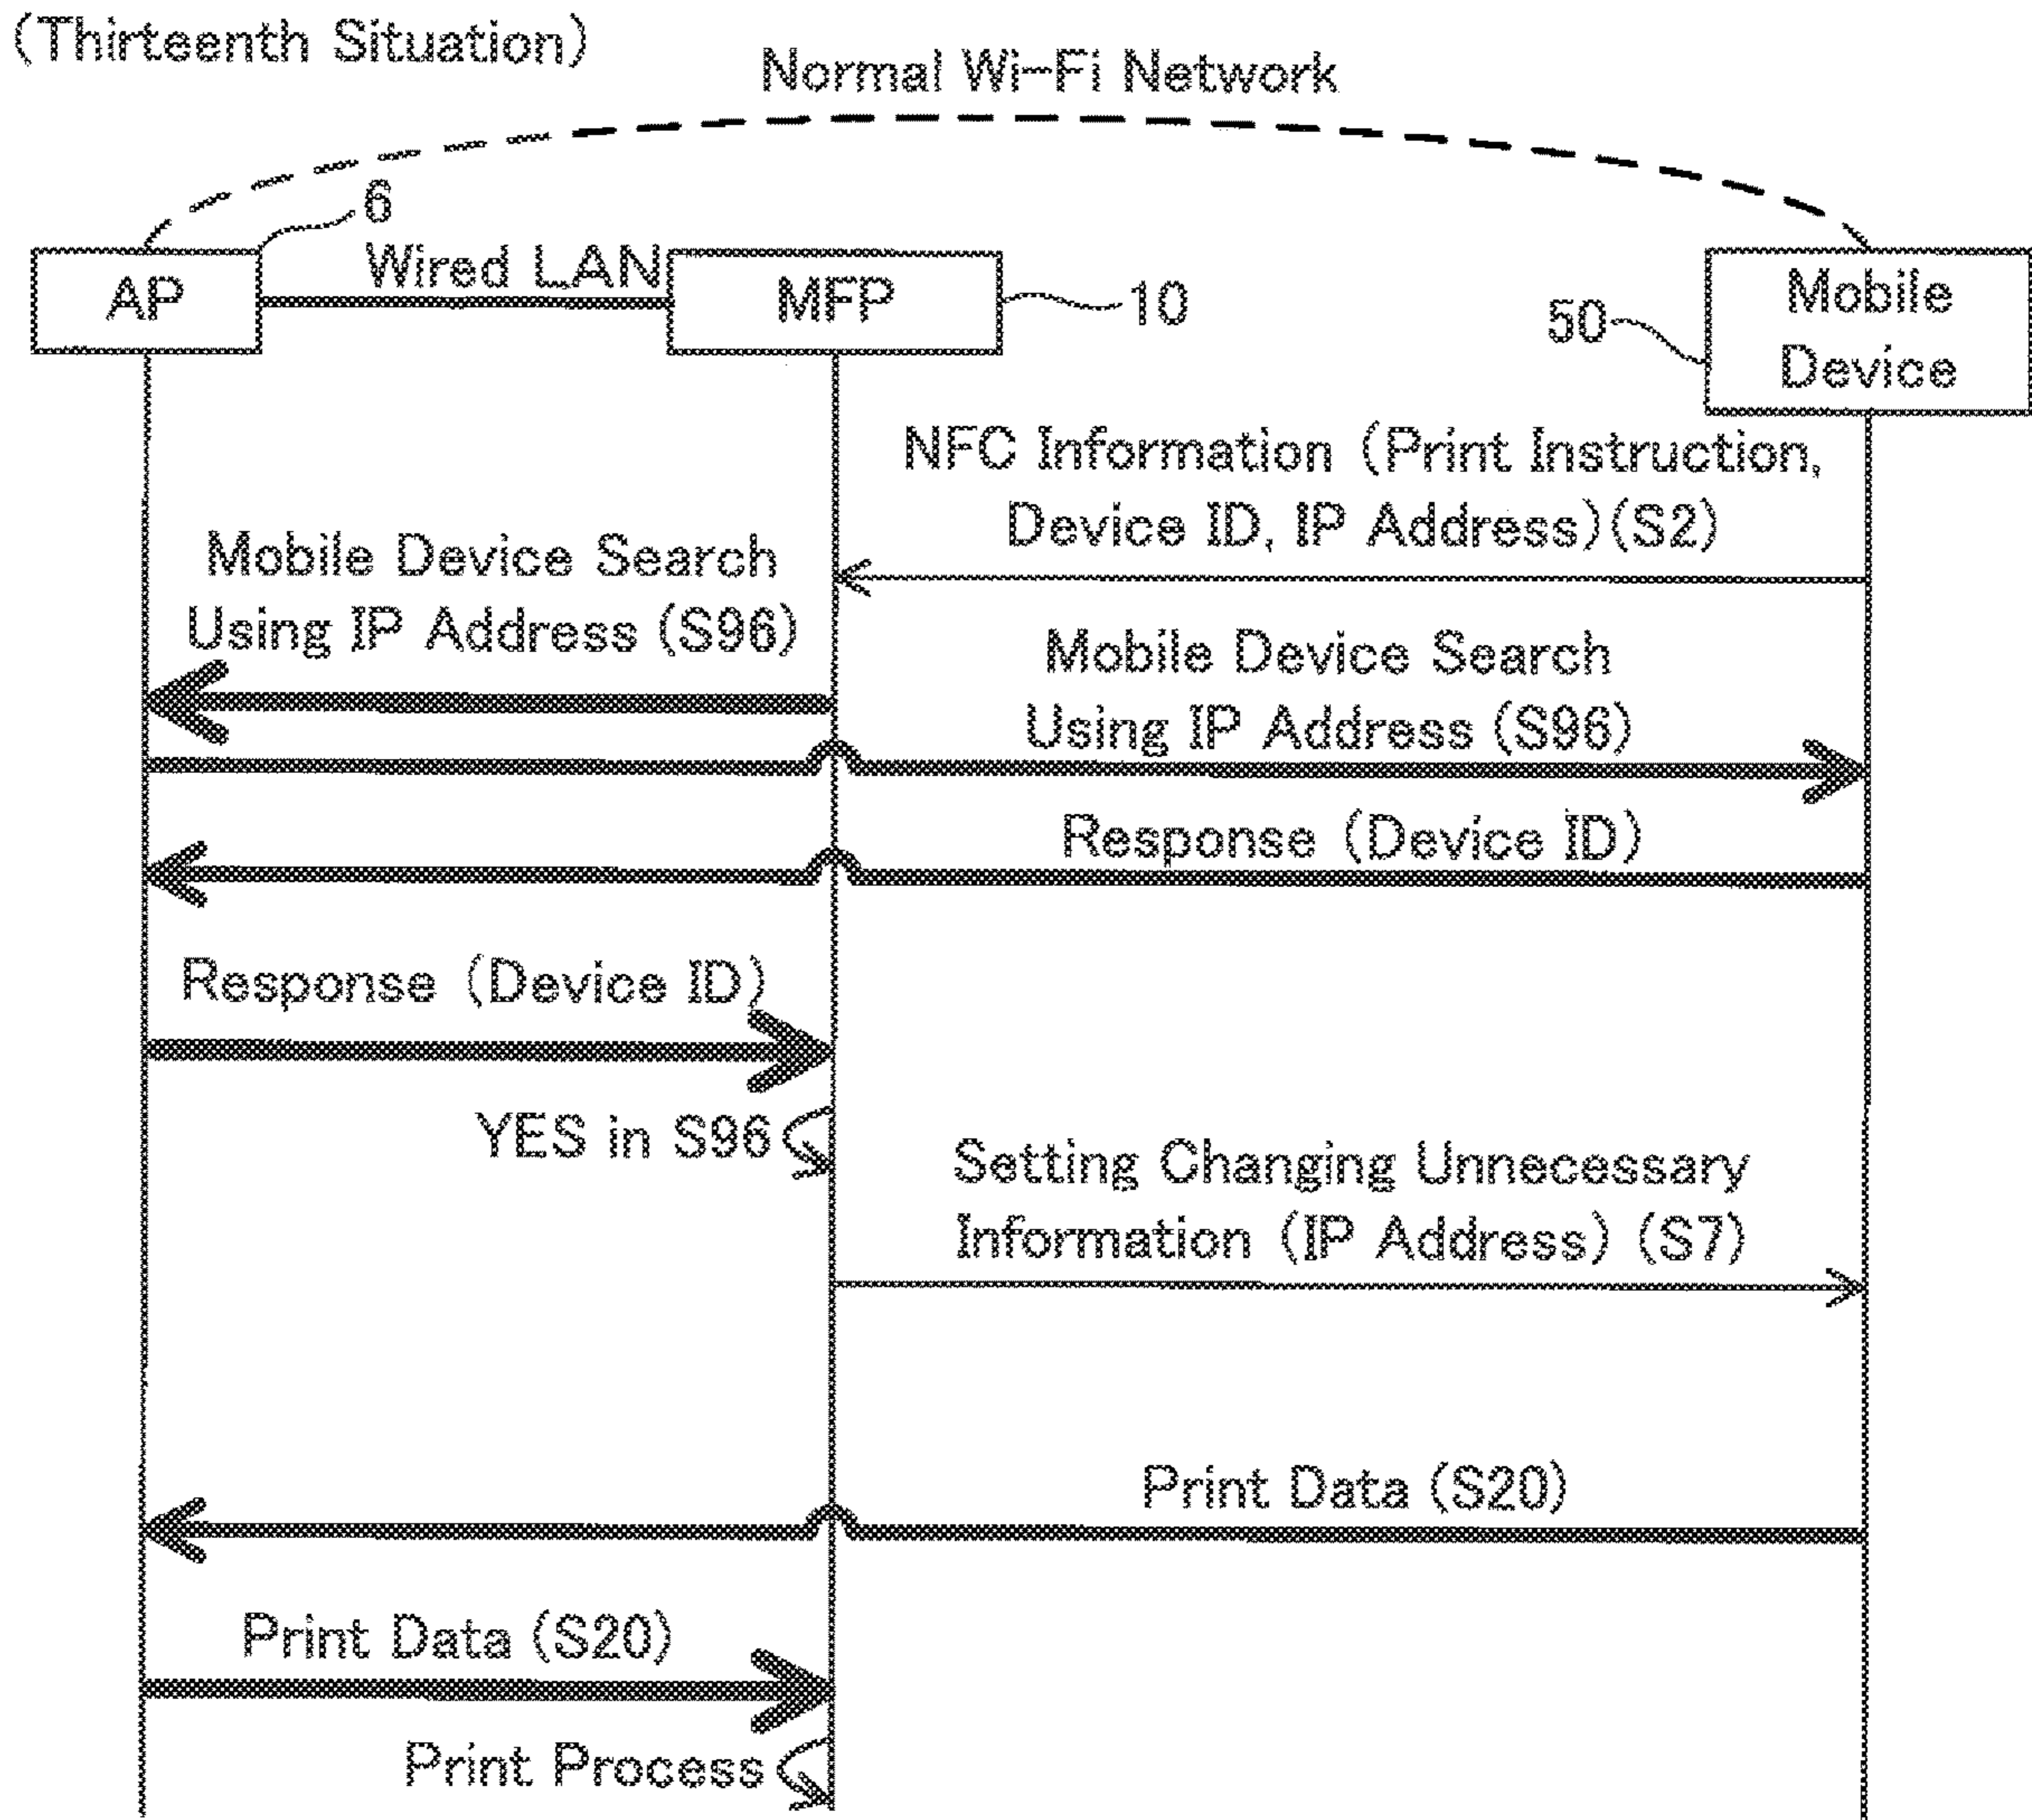 (Thirteenth Situation)
Normal Wi-Fi Network
6
Wired LAN
AP
MFP
10
50
Mobile
Device
NFC Information (Print Instruction,
Device ID, IP Address)(S2)
Mobile Device Search
Using IP Address (S96)
Mobile Device Search
Using IP Address (S96)
Response (Device ID)
Response (Device ID)
YES in S96
Setting Changing Unnecessary
Information (IP Address) (S7)
Print Data (S20)
Print Data (S20)
Print Process